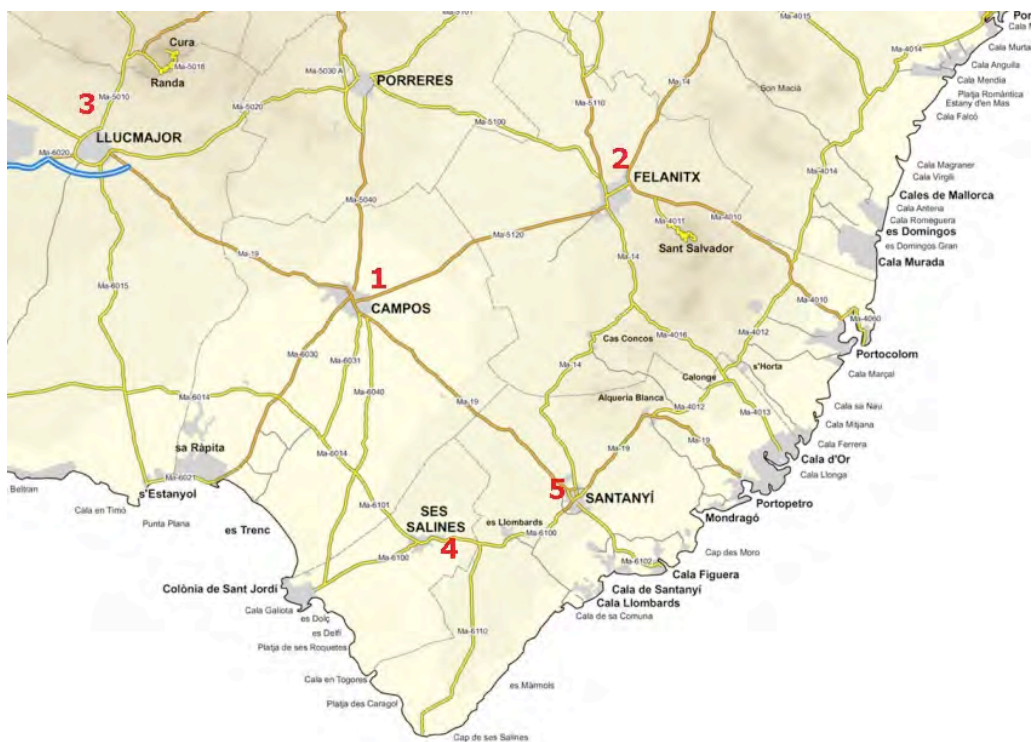 Ma-5101
Ma-4015
Por
Cala M
Cura
Ma-5016
Randa
Ma-5030 A
PORRERES
Ma-14
Son Macià
Ma-4014
Cala Murta
Cala Anguila
Cala Mendia
Platja Romàntica
Estany d'en Mas
Cala Falcó
3
Ma-5010
Ma-5020
Ma-5110
Ma-5100
LLUCMAJOR
Ma-6020
2
FELANITX
Ma-4014
Cala Magraner
Cala Virgili
Cales de Mallorca
Cala Antena
Cala Romeguera
es Domingos
es Domingos Gran
Cala Murada
Ma-5040
Ma-4011
Ma-4010
Ma-5120
Sant Salvador
Ma-19
Ma-14
1
CAMPOS
Ma-6015
Ma-4010
Ma-4060
Portocolom
Ma-6030
Ma-6031
Cas Concos
Ma-4016
Ma-4012
s'Horta
Cala Marçal
Ma-14
Calonge
Ma-6040
Ma-6014
Ma-19
Alqueria Blanca
Ma-4012
Ma-4013
Cala sa Nau
Cala Mitjana
Cala Ferrera
Cala d'Or
Cala Llonga
sa Ràpita
Ma-6014
Ma-19
Ma-19
Beltran
Ma-6021
s'Estanyol
Cala en Timó
Punta Plana
es Trenc
Ma-6101
5
SANTANYÍ
Portopetro
Mondragó
SES
SALINES
4
es Llombards
Ma-6100
Ma-6100
Cap des Moro
Ma-6102
Cala Figuera
Cala de Santanyí
Cala Llombards
Cala de sa Comuna
Colònia de Sant Jordi
Cala Galiota
es Dolç
es Delfí
Platja de ses Roquetes
Ma-6110
Cala en Togores
es Màrmols
Platja des Caragol
Cap de ses Salines